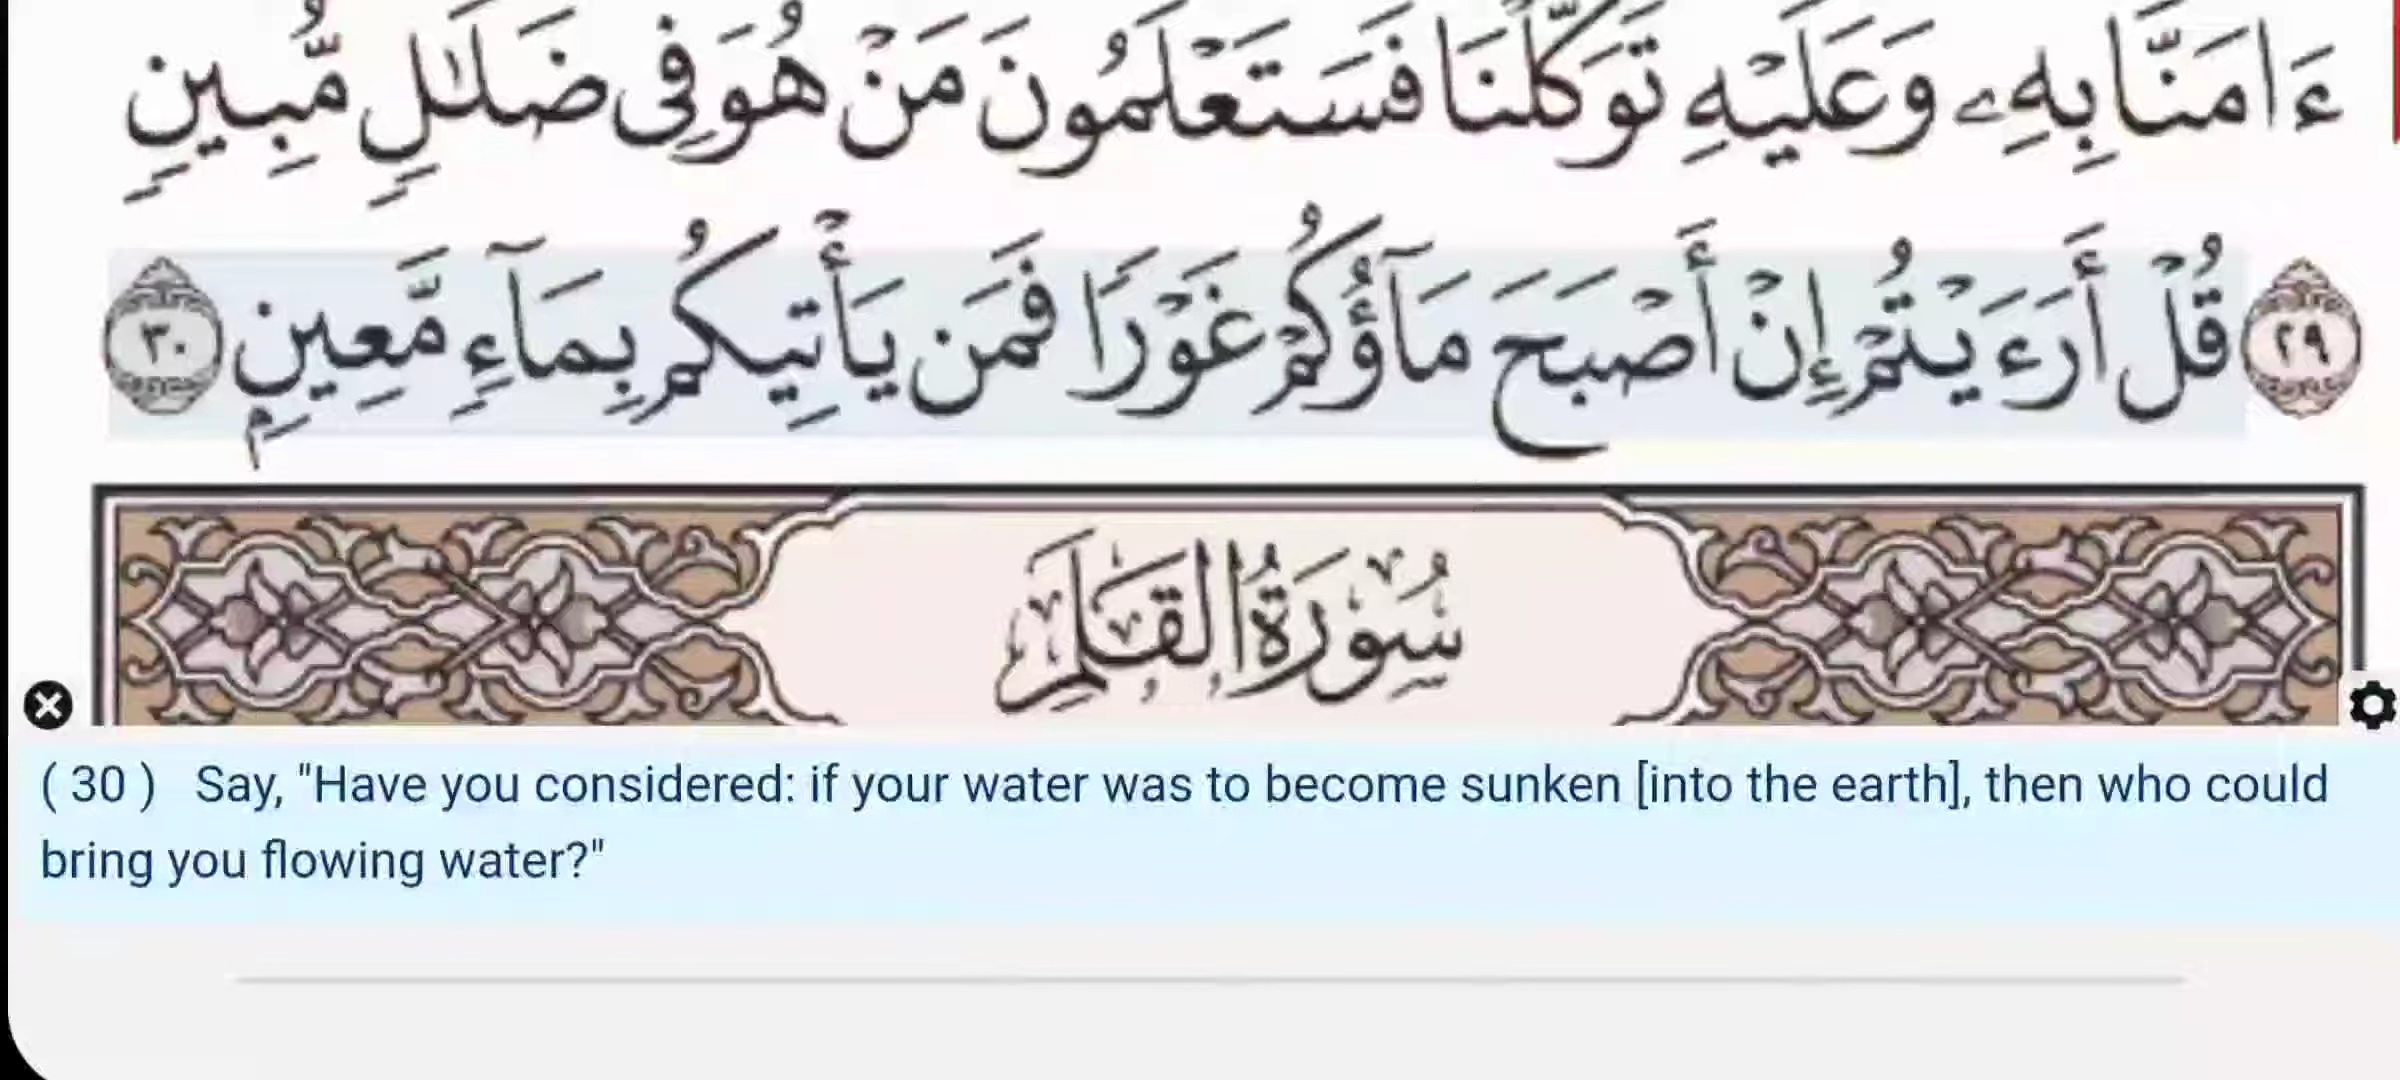 ءَامَنَّا بِهِۦ وَعَلَيْهِ تَوَكَّلْنَا فَسَتَعْلَمُونَ مَنْ هُوَ فِى ضَلَٰلٍ مُّبِينٍ
٢٩ قُلْ أَرَءَيْتُمْ إِنْ أَصْبَحَ مَآؤُكُمْ غَوْرًا فَمَن يَأْتِيكُم بِمَآءٍ مَّعِينٍۭ ٣٠
سُورَةُ القَلَمِ
( 30 ) Say, "Have you considered: if your water was to become sunken [into the earth], then who could
bring you flowing water?"